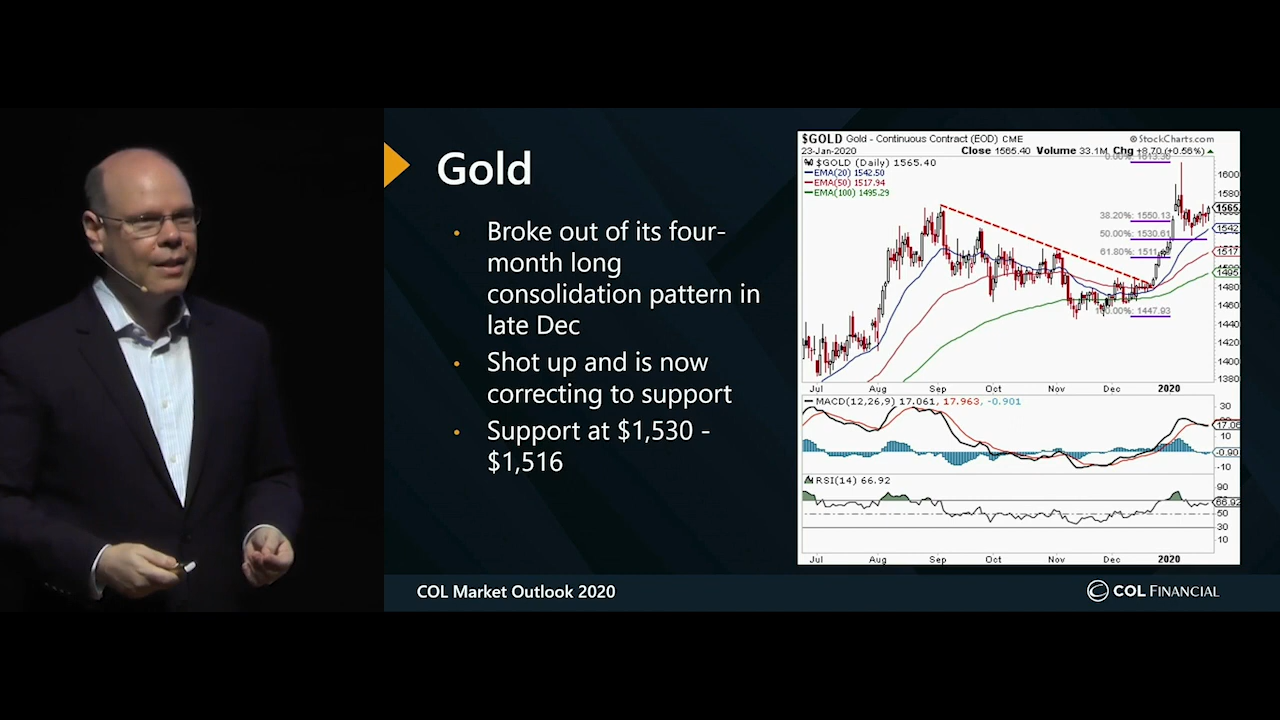 Gold
• Broke out of its four-
month long
consolidation pattern in
late Dec
• Shot up and is now
correcting to support
• Support at $1,530 -
$1,516
$GOLD Gold - Continuous Contract (EOD) CME
© StockCharts.com
23-Jan-2020
Close 1565.40 Volume 33.1M Chg +8.70 (+0.56%)
$GOLD (Daily) 1565.40
EMA(20) 1542.50
EMA(50) 1517.94
EMA(100) 1495.29
38.20%: 1550.13
50.00%: 1530.61
61.80%: 1511
100.00%: 1447.93
1600
1580
1565
1542
1517
1495
1480
1460
1440
1420
1400
1380
Jul Aug Sep Oct Nov Dec 2020
MACD(12,26,9) 17.061, 17.963, -0.901
30
17.06
10
-0.90
-10
RSI(14) 66.92
90
66.92
50
30
10
Jul Aug Sep Oct Nov Dec 2020
COL Market Outlook 2020
COL FINANCIAL